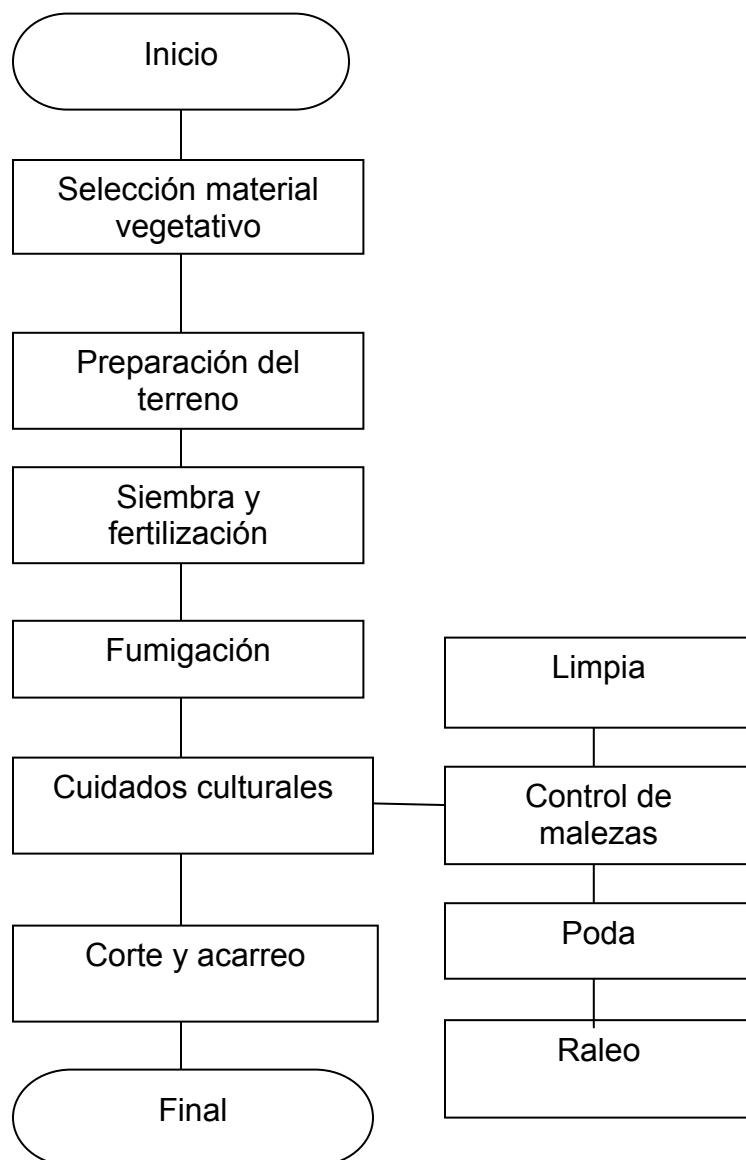 Inicio
Selección material
vegetativo
Preparación del
terreno
Siembra y
fertilización
Fumigación
Cuidados culturales
Corte y acarreo
Final
Limpia
Control de
malezas
Poda
Raleo